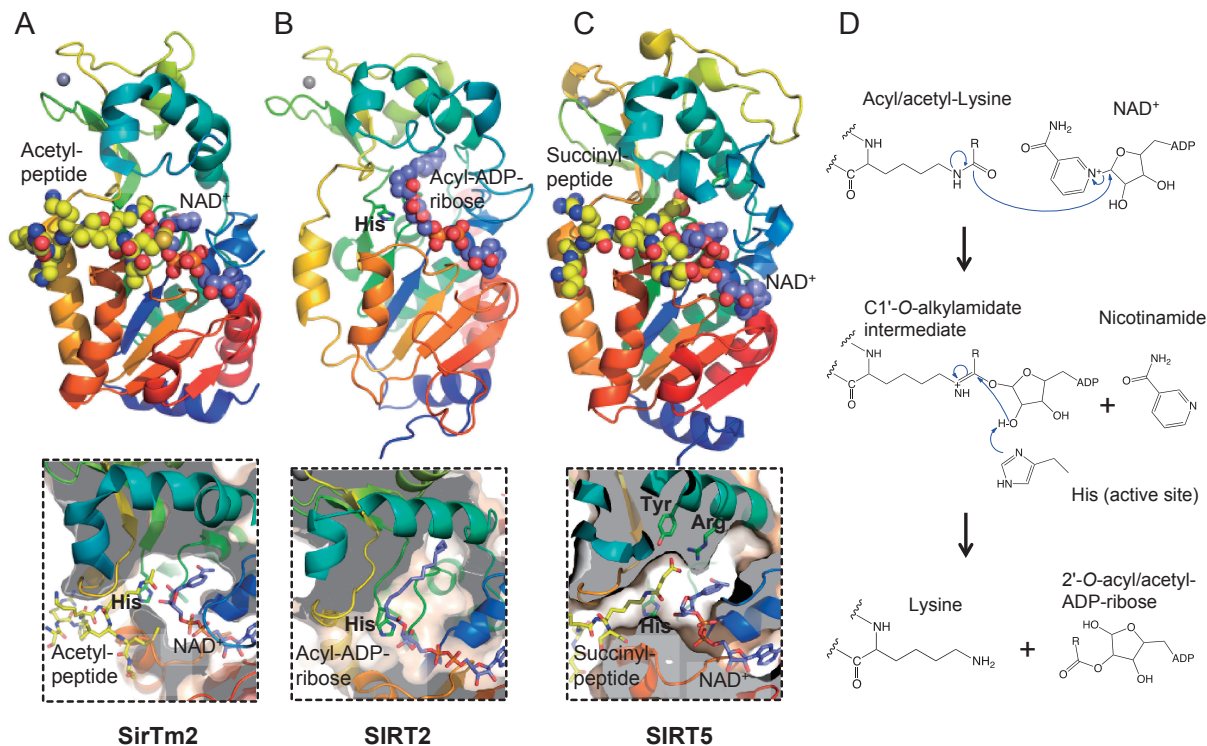 A
Acetyl-
peptide
NAD+
His
Acetyl-
peptide
NAD+
SirTm2
B
Acyl-ADP-
ribose
His
His
Acyl-ADP-
ribose
SIRT2
C
Succinyl-
peptide
NAD+
Tyr
Arg
His
Succinyl-
peptide
NAD+
SIRT5
D
Acyl/acetyl-Lysine
NAD+
NH
O
N
H
R
O
NH2
O
N+
O
ADP
HO
OH
C1'-O-alkylamidate
intermediate
Nicotinamide
NH
O
+
NH
R
O
O
ADP
H-O
OH
+
NH2
O
N
N
HN
His (active site)
Lysine
2'-O-acyl/acetyl-
ADP-ribose
NH
O
NH2
+
HO
O
ADP
R
O
O
OH